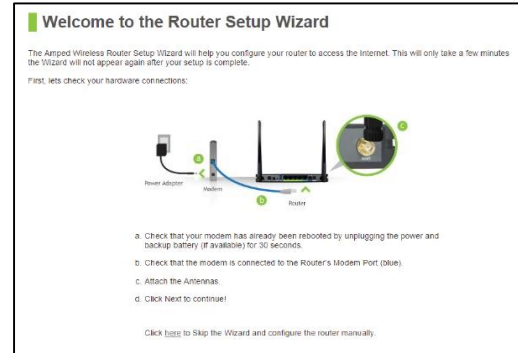 Welcome to the Router Setup Wizard
The Amped Wireless Router Setup Wizard will help you configure your router to access the Internet. This will only take a few minutes
the Wizard will not appear again after your setup is complete.
First, lets check your hardware connections:
c
a
Power Adapter
Modem
b
Router
a. Check that your modem has already been rebooted by unplugging the power and
backup battery (if available) for 30 seconds.
b. Check that the modem is connected to the Router's Modem Port (blue).
c. Attach the Antennas.
d. Click Next to continue!
Click here to Skip the Wizard and configure the router manually.